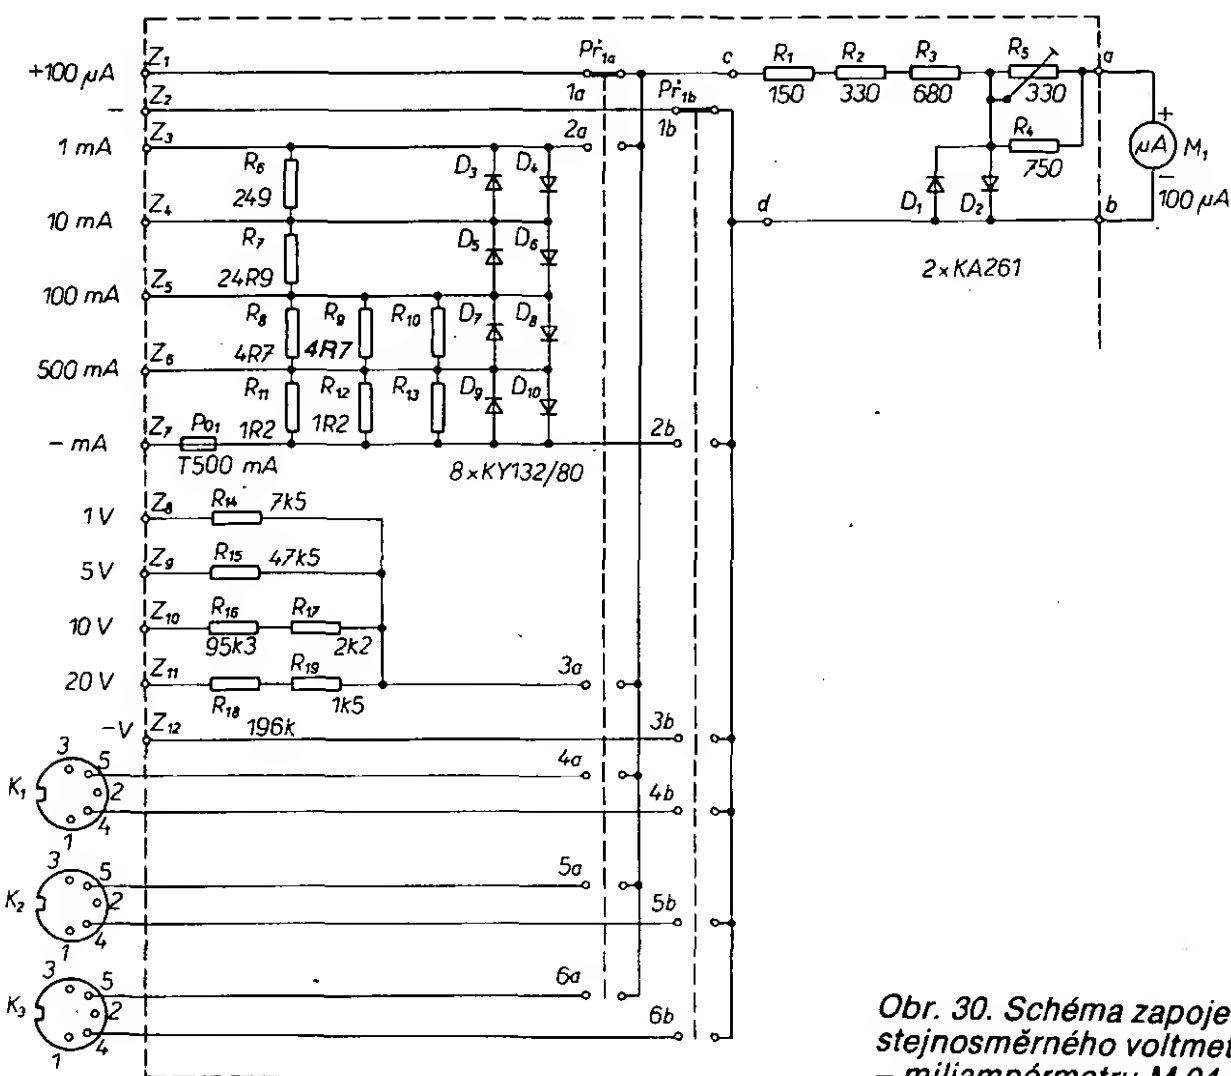 +100 µA Z₁ Př₁ₐ c R₁ 150 R₂ 330 R₃ 680 R₅ 330 a
– Z₂ 1a Př₁b 1b
1 mA Z₃ 2a
R₆ 249 D₃ D₄ R₄ 750 µA M₁ + – 100 µA
10 mA Z₄ d D₁ D₂ b
R₇ 24R9 D₅ D₆ 2×KA261
100 mA Z₅
R₈ 4R7 R₉ 4R7 R₁₀ D₇ D₈
500 mA Z₆
R₁₁ 1R2 R₁₂ 1R2 R₁₃ D₉ D₁₀
– mA Z₇ Po₁ 2b
T500 mA 8×KY132/80
1V Z₈ R₁₄ 7k5
5V Z₉ R₁₅ 47k5
10 V Z₁₀ R₁₆ 95k3 R₁₇ 2k2
20 V Z₁₁ R₁₈ 196k R₁₉ 1k5 3a
–V Z₁₂ 3b
K₁ 3 5 2 4 1 4a
4b
K₂ 3 5 2 4 1 5a
5b
K₃ 3 5 2 4 1 6a
6b
Obr. 30. Schéma zapoje
stejnosměrného voltmet
– miliampérmetru M 04